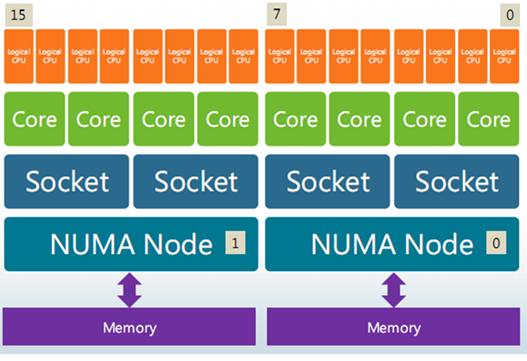 15 7 0
Logical CPU Logical CPU Logical CPU Logical CPU Logical CPU Logical CPU Logical CPU Logical CPU Logical CPU Logical CPU Logical CPU Logical CPU Logical CPU Logical CPU Logical CPU Logical CPU
Core Core Core Core Core Core Core Core
Socket Socket Socket Socket
NUMA Node 1 NUMA Node 0
Memory Memory